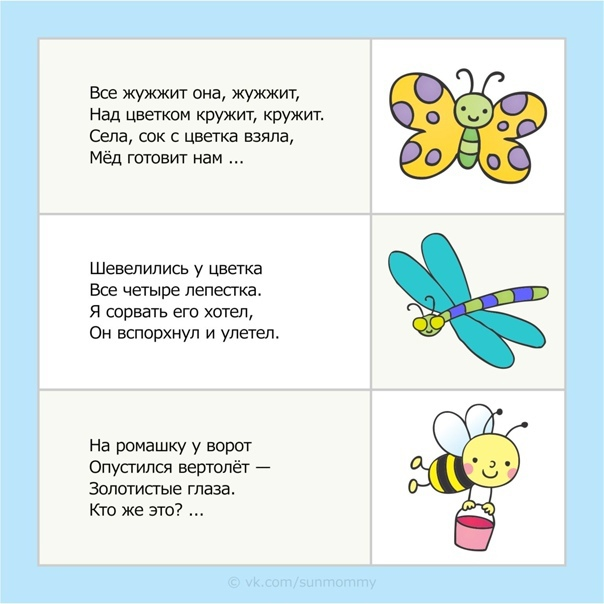 Все жужжит она, жужжит,
Над цветком кружит, кружит.
Села, сок с цветка взяла,
Мёд готовит нам ...
Шевелились у цветка
Все четыре лепестка.
Я сорвать его хотел,
Он вспорхнул и улетел.
На ромашку у ворот
Опустился вертолёт —
Золотистые глаза.
Кто же это? ...
© vk.com/sunmommy